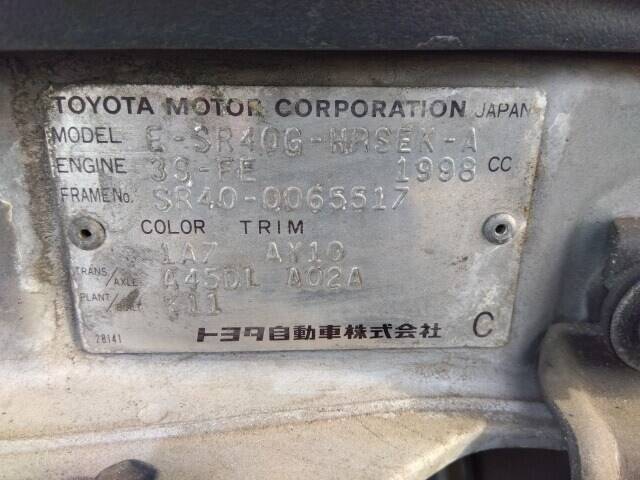 TOYOTA MOTOR CORPORATION JAPAN
MODEL E-SR40G-HRSEK-A
ENGINE 3S-FE 1998 CC
FRAME No. SR40-0065517
COLOR TRIM
1A7 AY10
TRANS/AXLE A45DL A02A
PLANT/BUILT K11
28141 トヨタ自動車株式会社 C